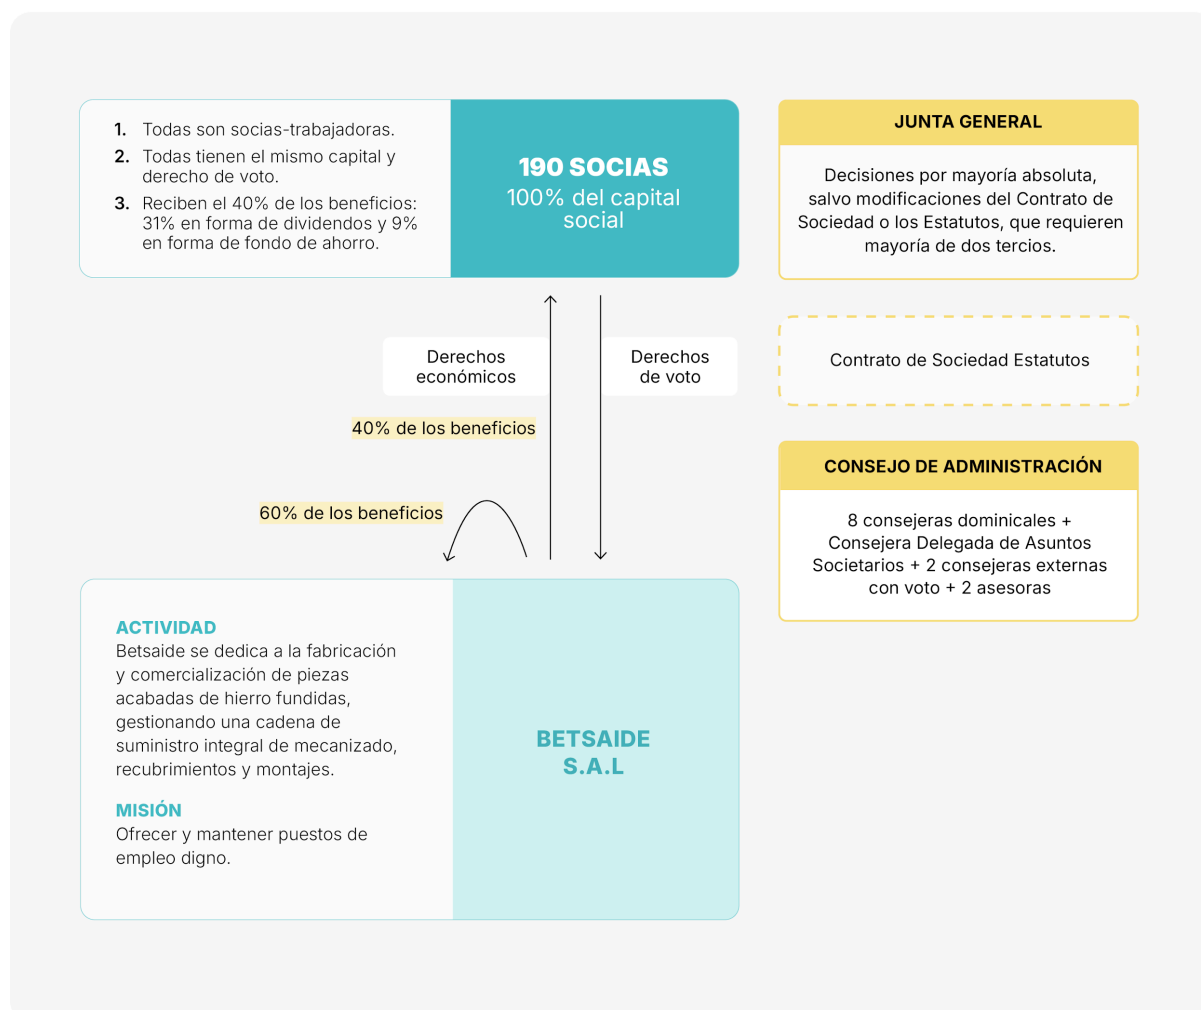 1. Todas son socias-trabajadoras.
2. Todas tienen el mismo capital y
derecho de voto.
3. Reciben el 40% de los beneficios:
31% en forma de dividendos y 9%
en forma de fondo de ahorro.
190 SOCIAS
100% del capital
social
JUNTA GENERAL
Decisiones por mayoría absoluta,
salvo modificaciones del Contrato de
Sociedad o los Estatutos, que requieren
mayoría de dos tercios.
Derechos
económicos
Derechos
de voto
Contrato de Sociedad Estatutos
40% de los beneficios
60% de los beneficios
CONSEJO DE ADMINISTRACIÓN
8 consejeras dominicales +
Consejera Delegada de Asuntos
Societarios + 2 consejeras externas
con voto + 2 asesoras
ACTIVIDAD
Betsaide se dedica a la fabricación
y comercialización de piezas
acabadas de hierro fundidas,
gestionando una cadena de
suministro integral de mecanizado,
recubrimientos y montajes.
MISIÓN
Ofrecer y mantener puestos de
empleo digno.
BETSAIDE
S.A.L